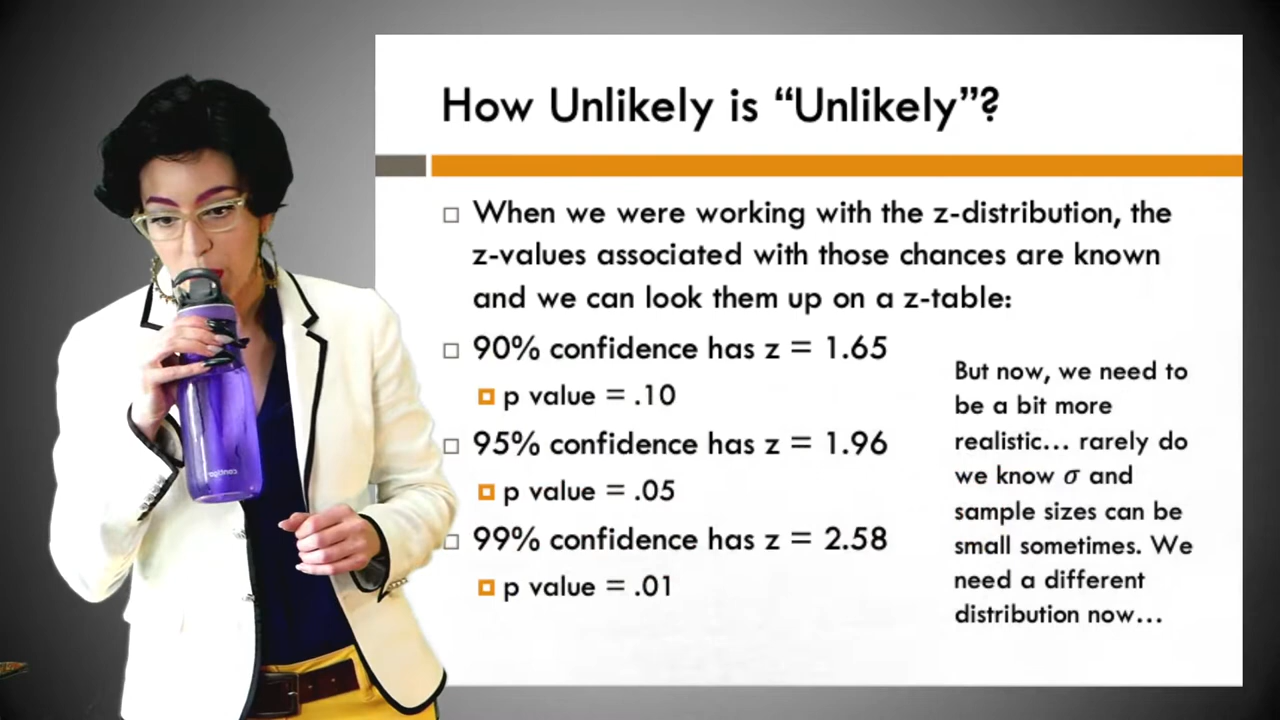 How Unlikely is “Unlikely”?
When we were working with the z-distribution, the
z-values associated with those chances are known
and we can look them up on a z-table:
90% confidence has z = 1.65
p value = .10
95% confidence has z = 1.96
p value = .05
99% confidence has z = 2.58
p value = .01
But now, we need to
be a bit more
realistic… rarely do
we know σ and
sample sizes can be
small sometimes. We
need a different
distribution now…
contigo